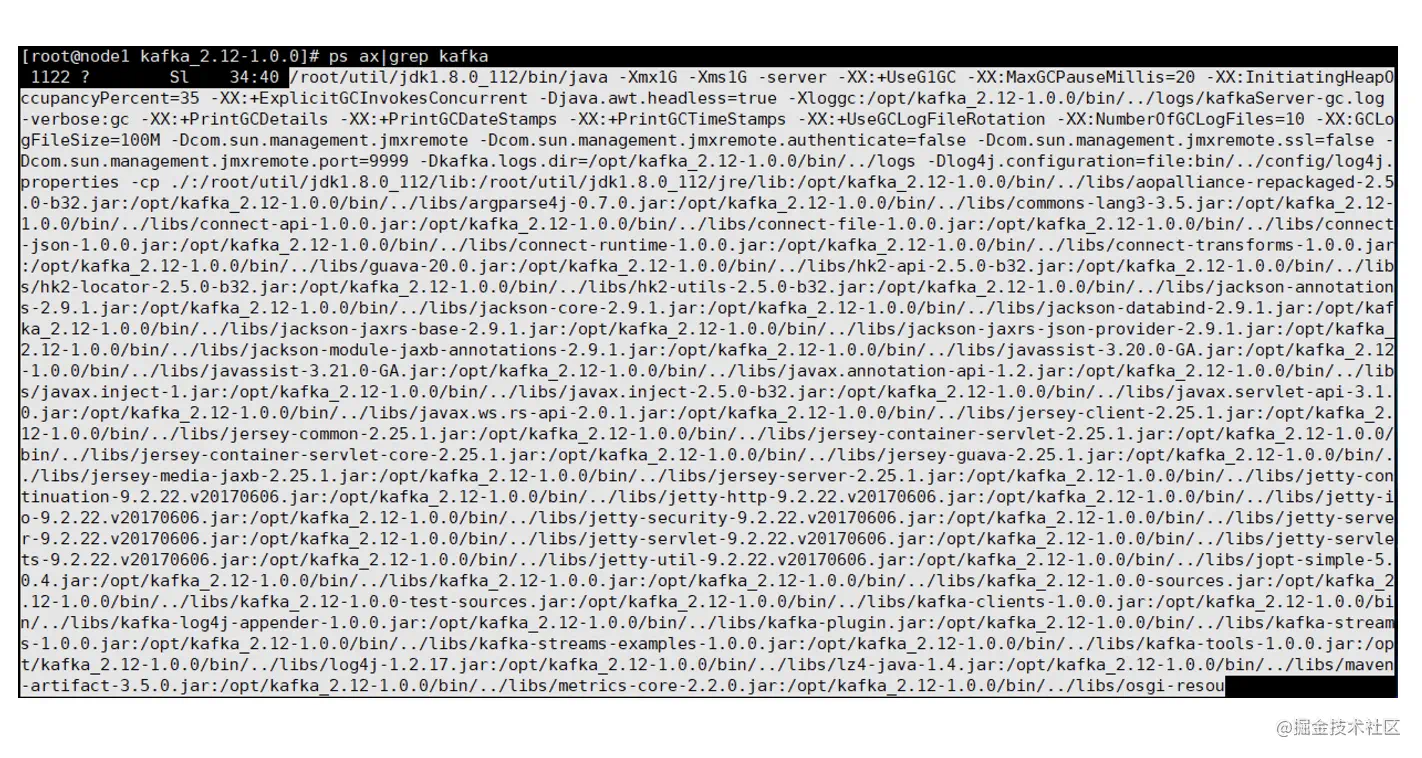 [root@node1 kafka_2.12-1.0.0]# ps ax|grep kafka
 1122 ?        Sl    34:40 /root/util/jdk1.8.0_112/bin/java -Xmx1G -Xms1G -server -XX:+UseG1GC -XX:MaxGCPauseMillis=20 -XX:InitiatingHeapO
ccupancyPercent=35 -XX:+ExplicitGCInvokesConcurrent -Djava.awt.headless=true -Xloggc:/opt/kafka_2.12-1.0.0/bin/../logs/kafkaServer-gc.log
-verbose:gc -XX:+PrintGCDetails -XX:+PrintGCDateStamps -XX:+PrintGCTimeStamps -XX:+UseGCLogFileRotation -XX:NumberOfGCLogFiles=10 -XX:GCLo
gFileSize=100M -Dcom.sun.management.jmxremote -Dcom.sun.management.jmxremote.authenticate=false -Dcom.sun.management.jmxremote.ssl=false -
Dcom.sun.management.jmxremote.port=9999 -Dkafka.logs.dir=/opt/kafka_2.12-1.0.0/bin/../logs -Dlog4j.configuration=file:bin/../config/log4j.
properties -cp ./:/root/util/jdk1.8.0_112/lib:/root/util/jdk1.8.0_112/jre/lib:/opt/kafka_2.12-1.0.0/bin/../libs/aopalliance-repackaged-2.5
.0-b32.jar:/opt/kafka_2.12-1.0.0/bin/../libs/argparse4j-0.7.0.jar:/opt/kafka_2.12-1.0.0/bin/../libs/commons-lang3-3.5.jar:/opt/kafka_2.12-
1.0.0/bin/../libs/connect-api-1.0.0.jar:/opt/kafka_2.12-1.0.0/bin/../libs/connect-file-1.0.0.jar:/opt/kafka_2.12-1.0.0/bin/../libs/connect
-json-1.0.0.jar:/opt/kafka_2.12-1.0.0/bin/../libs/connect-runtime-1.0.0.jar:/opt/kafka_2.12-1.0.0/bin/../libs/connect-transforms-1.0.0.jar
:/opt/kafka_2.12-1.0.0/bin/../libs/guava-20.0.jar:/opt/kafka_2.12-1.0.0/bin/../libs/hk2-api-2.5.0-b32.jar:/opt/kafka_2.12-1.0.0/bin/../lib
s/hk2-locator-2.5.0-b32.jar:/opt/kafka_2.12-1.0.0/bin/../libs/hk2-utils-2.5.0-b32.jar:/opt/kafka_2.12-1.0.0/bin/../libs/jackson-annotation
s-2.9.1.jar:/opt/kafka_2.12-1.0.0/bin/../libs/jackson-core-2.9.1.jar:/opt/kafka_2.12-1.0.0/bin/../libs/jackson-databind-2.9.1.jar:/opt/kaf
ka_2.12-1.0.0/bin/../libs/jackson-jaxrs-base-2.9.1.jar:/opt/kafka_2.12-1.0.0/bin/../libs/jackson-jaxrs-json-provider-2.9.1.jar:/opt/kafka_
2.12-1.0.0/bin/../libs/jackson-module-jaxb-annotations-2.9.1.jar:/opt/kafka_2.12-1.0.0/bin/../libs/javassist-3.20.0-GA.jar:/opt/kafka_2.12
-1.0.0/bin/../libs/javassist-3.21.0-GA.jar:/opt/kafka_2.12-1.0.0/bin/../libs/javax.annotation-api-1.2.jar:/opt/kafka_2.12-1.0.0/bin/../lib
s/javax.inject-1.jar:/opt/kafka_2.12-1.0.0/bin/../libs/javax.inject-2.5.0-b32.jar:/opt/kafka_2.12-1.0.0/bin/../libs/javax.servlet-api-3.1.
0.jar:/opt/kafka_2.12-1.0.0/bin/../libs/javax.ws.rs-api-2.0.1.jar:/opt/kafka_2.12-1.0.0/bin/../libs/jersey-client-2.25.1.jar:/opt/kafka_2.
12-1.0.0/bin/../libs/jersey-common-2.25.1.jar:/opt/kafka_2.12-1.0.0/bin/../libs/jersey-container-servlet-2.25.1.jar:/opt/kafka_2.12-1.0.0/
bin/../libs/jersey-container-servlet-core-2.25.1.jar:/opt/kafka_2.12-1.0.0/bin/../libs/jersey-guava-2.25.1.jar:/opt/kafka_2.12-1.0.0/bin/.
./libs/jersey-media-jaxb-2.25.1.jar:/opt/kafka_2.12-1.0.0/bin/../libs/jersey-server-2.25.1.jar:/opt/kafka_2.12-1.0.0/bin/../libs/jetty-con
tinuation-9.2.22.v20170606.jar:/opt/kafka_2.12-1.0.0/bin/../libs/jetty-http-9.2.22.v20170606.jar:/opt/kafka_2.12-1.0.0/bin/../libs/jetty-i
o-9.2.22.v20170606.jar:/opt/kafka_2.12-1.0.0/bin/../libs/jetty-security-9.2.22.v20170606.jar:/opt/kafka_2.12-1.0.0/bin/../libs/jetty-serve
r-9.2.22.v20170606.jar:/opt/kafka_2.12-1.0.0/bin/../libs/jetty-servlet-9.2.22.v20170606.jar:/opt/kafka_2.12-1.0.0/bin/../libs/jetty-servle
ts-9.2.22.v20170606.jar:/opt/kafka_2.12-1.0.0/bin/../libs/jetty-util-9.2.22.v20170606.jar:/opt/kafka_2.12-1.0.0/bin/../libs/jopt-simple-5.
0.4.jar:/opt/kafka_2.12-1.0.0/bin/../libs/kafka_2.12-1.0.0.jar:/opt/kafka_2.12-1.0.0/bin/../libs/kafka_2.12-1.0.0-sources.jar:/opt/kafka_2
.12-1.0.0/bin/../libs/kafka_2.12-1.0.0-test-sources.jar:/opt/kafka_2.12-1.0.0/bin/../libs/kafka-clients-1.0.0.jar:/opt/kafka_2.12-1.0.0/bi
n/../libs/kafka-log4j-appender-1.0.0.jar:/opt/kafka_2.12-1.0.0/bin/../libs/kafka-plugin.jar:/opt/kafka_2.12-1.0.0/bin/../libs/kafka-stream
s-1.0.0.jar:/opt/kafka_2.12-1.0.0/bin/../libs/kafka-streams-examples-1.0.0.jar:/opt/kafka_2.12-1.0.0/bin/../libs/kafka-tools-1.0.0.jar:/op
t/kafka_2.12-1.0.0/bin/../libs/log4j-1.2.17.jar:/opt/kafka_2.12-1.0.0/bin/../libs/lz4-java-1.4.jar:/opt/kafka_2.12-1.0.0/bin/../libs/maven
-artifact-3.5.0.jar:/opt/kafka_2.12-1.0.0/bin/../libs/metrics-core-2.2.0.jar:/opt/kafka_2.12-1.0.0/bin/../libs/osgi-resou
@掘金技术社区